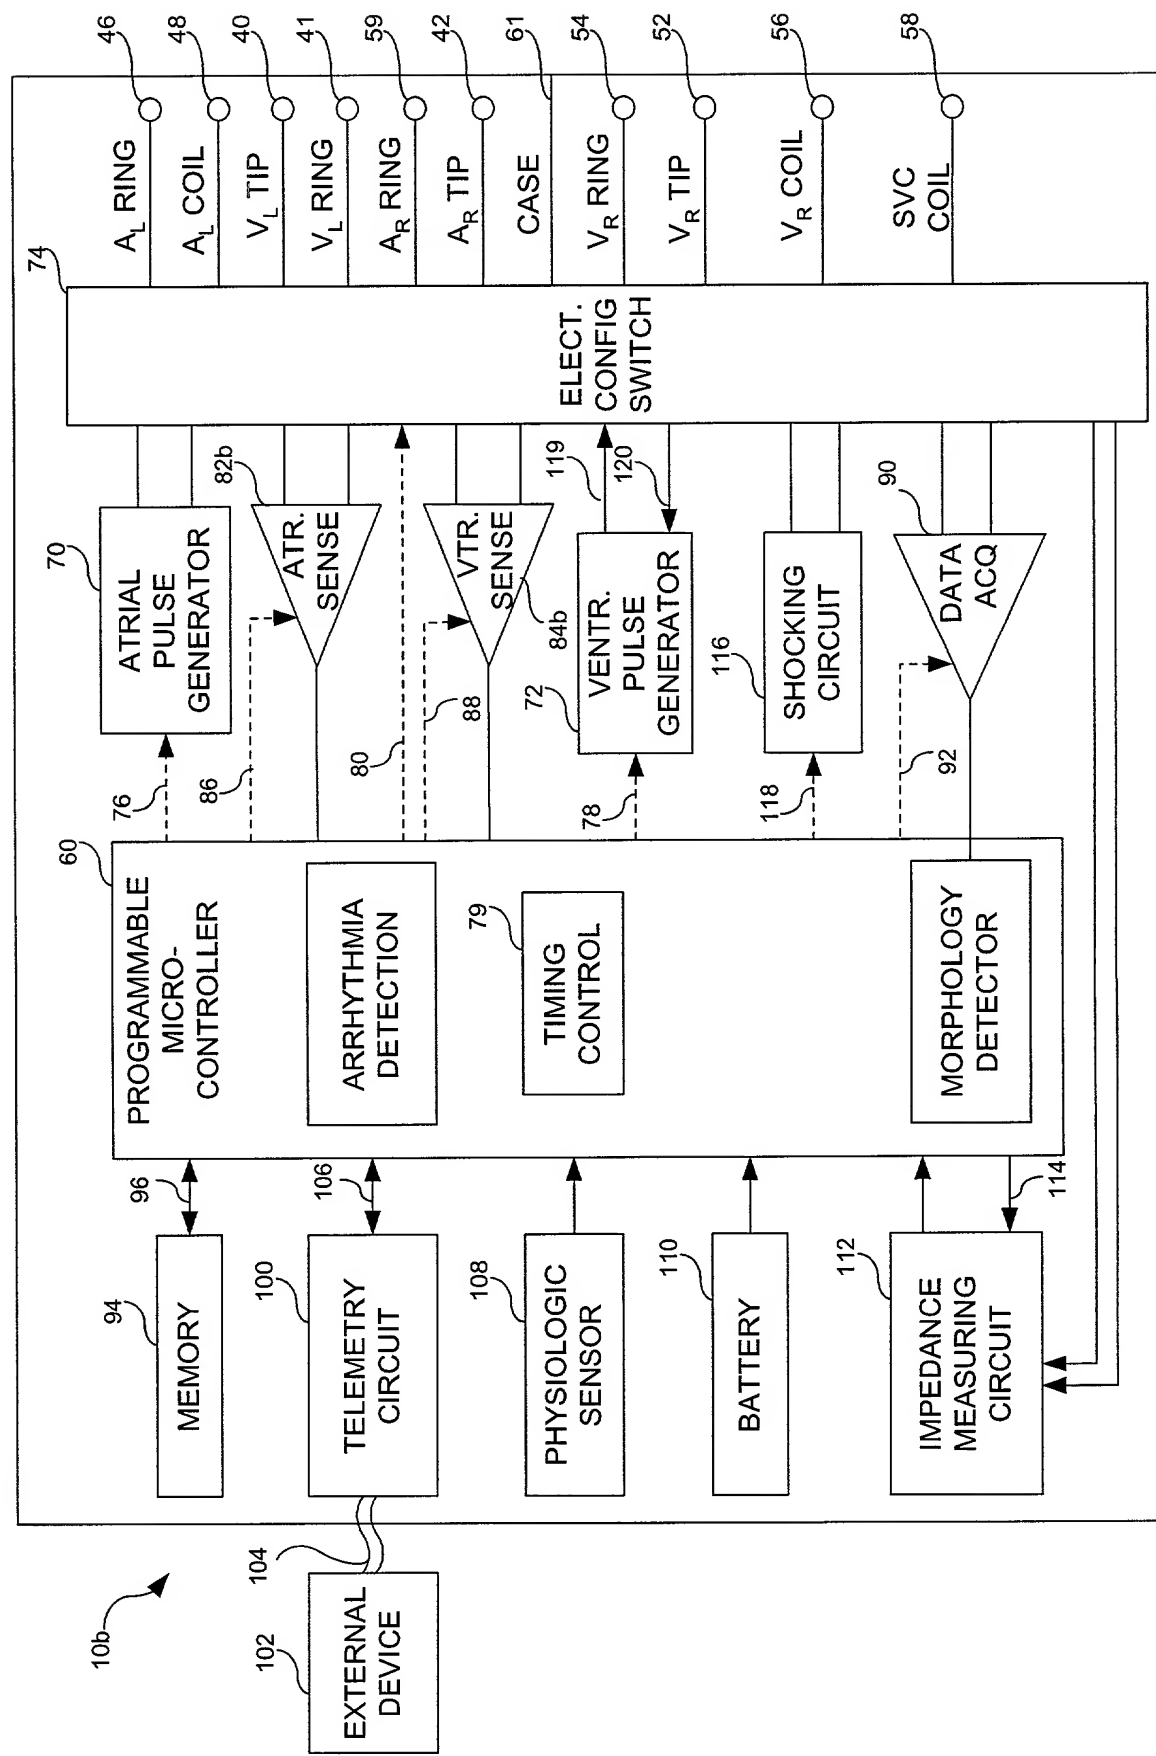 10b
102
EXTERNAL
DEVICE
104
94
MEMORY
96
100
TELEMETRY
CIRCUIT
106
108
PHYSIOLOGIC
SENSOR
110
BATTERY
112
IMPEDANCE
MEASURING
CIRCUIT
114
60
PROGRAMMABLE
MICRO-
CONTROLLER
ARRHYTHMIA
DETECTION
79
TIMING
CONTROL
MORPHOLOGY
DETECTOR
76
86
80
88
78
118
92
70
ATRIAL
PULSE
GENERATOR
82b
ATR.
SENSE
VTR.
SENSE
84b
72
VENTR.
PULSE
GENERATOR
119
120
116
SHOCKING
CIRCUIT
90
DATA
ACQ
74
ELECT.
CONFIG
SWITCH
AL RING
46
AL COIL
48
VL TIP
40
VL RING
41
AR RING
59
AR TIP
42
CASE
61
VR RING
54
VR TIP
52
VR COIL
56
SVC
COIL
58